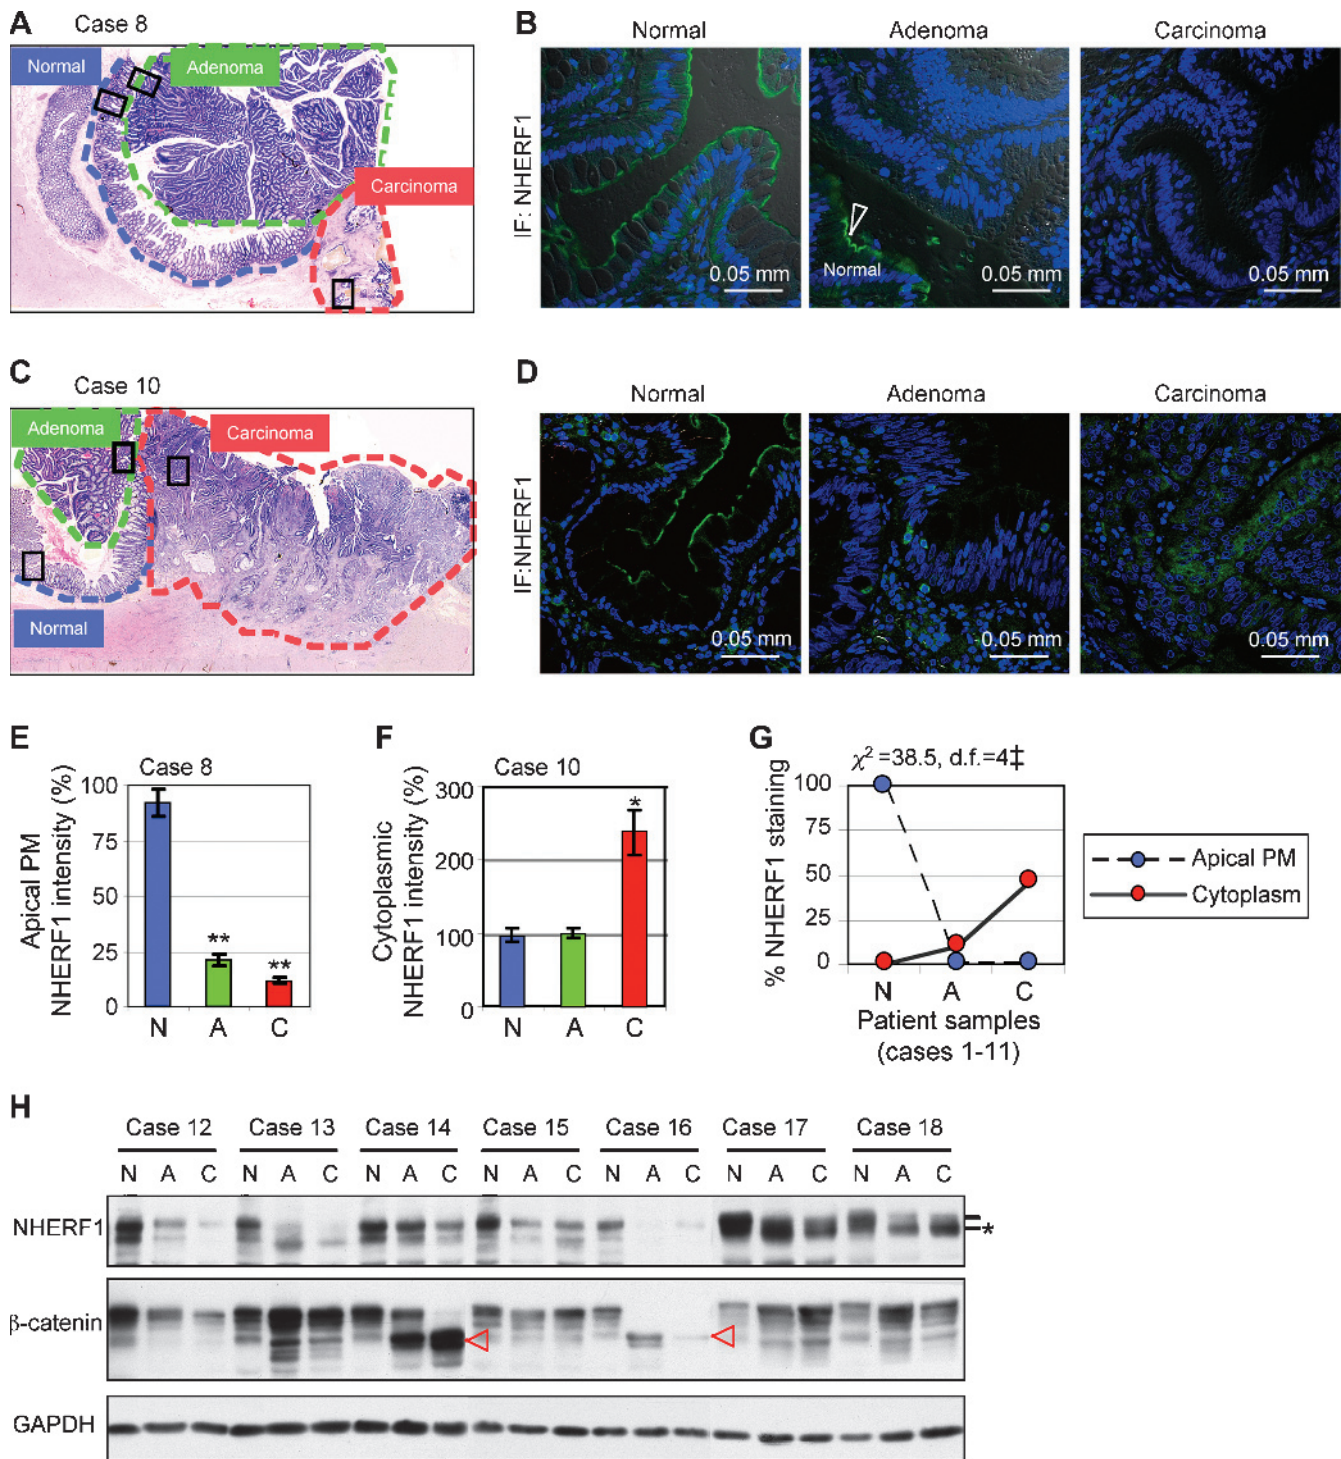 A
Case 8
Normal
Adenoma
Carcinoma
B
Normal
Adenoma
Carcinoma
IF: NHERF1
Normal
0.05 mm
0.05 mm
0.05 mm
C
Case 10
Adenoma
Carcinoma
Normal
D
Normal
Adenoma
Carcinoma
IF:NHERF1
0.05 mm
0.05 mm
0.05 mm
E
Case 8
Apical PM
NHERF1 intensity (%)
100
75
50
25
0
**
**
N A C
F
Case 10
Cytoplasmic
NHERF1 intensity (%)
300
200
100
0
*
N A C
G
χ² =38.5, d.f.=4‡
% NHERF1 staining
100
75
50
25
0
N A C
Patient samples
(cases 1-11)
Apical PM
Cytoplasm
H
Case 12 Case 13 Case 14 Case 15 Case 16 Case 17 Case 18
N A C N A C N A C N A C N A C N A C N A C
NHERF1
*
β-catenin
GAPDH